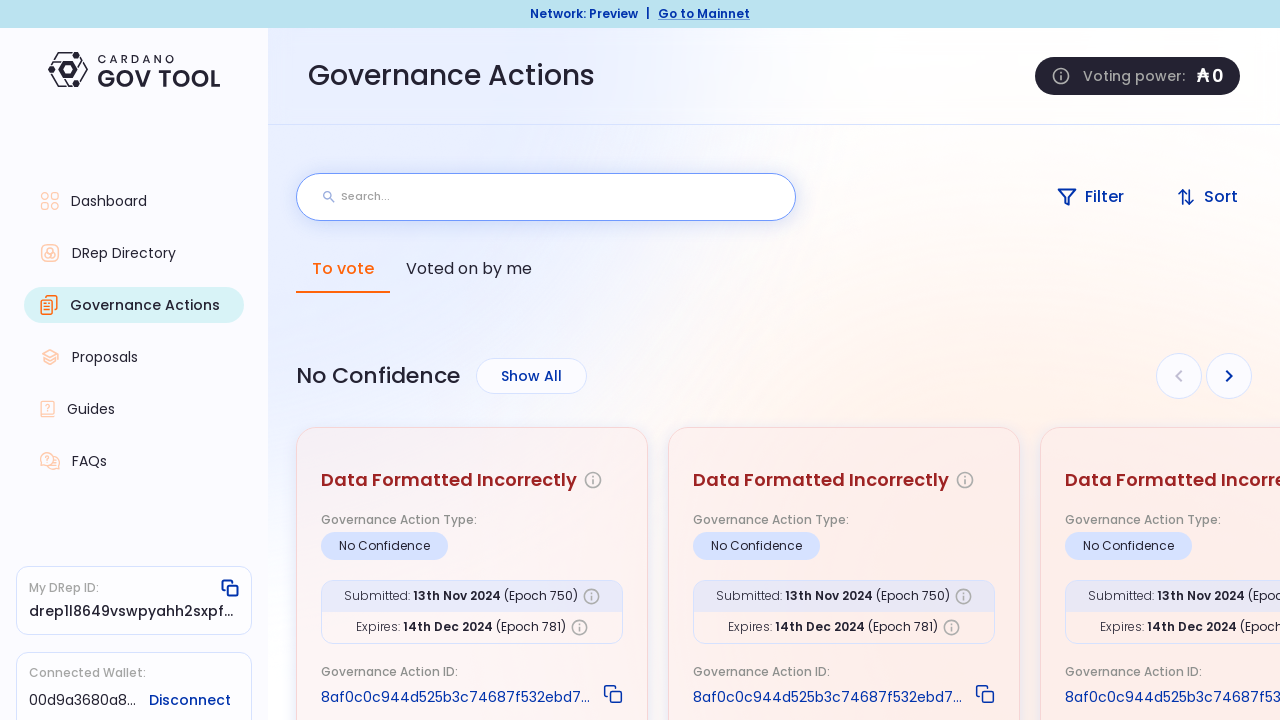 Network: Preview | Go to Mainnet
CARDANO
GOV TOOL
Governance Actions
Voting power: ₳ 0
Dashboard
DRep Directory
Governance Actions
Proposals
Guides
FAQs
My DRep ID:
drep1l8649vswpyahh2sxpf...
Connected Wallet:
00d9a3680a8... Disconnect
Search...
Filter
Sort
To vote
Voted on by me
No Confidence
Show All
Data Formatted Incorrectly
Governance Action Type:
No Confidence
Submitted: 13th Nov 2024 (Epoch 750)
Expires: 14th Dec 2024 (Epoch 781)
Governance Action ID:
8af0c0c944d525b3c74687f532ebd7...
Data Formatted Incorrectly
Governance Action Type:
No Confidence
Submitted: 13th Nov 2024 (Epoch 750)
Expires: 14th Dec 2024 (Epoch 781)
Governance Action ID:
8af0c0c944d525b3c74687f532ebd7...
Data Formatted Incorre
Governance Action Type:
No Confidence
Submitted: 13th Nov 2024 (Epoc
Expires: 14th Dec 2024 (Epoch
Governance Action ID:
8af0c0c944d525b3c74687f53